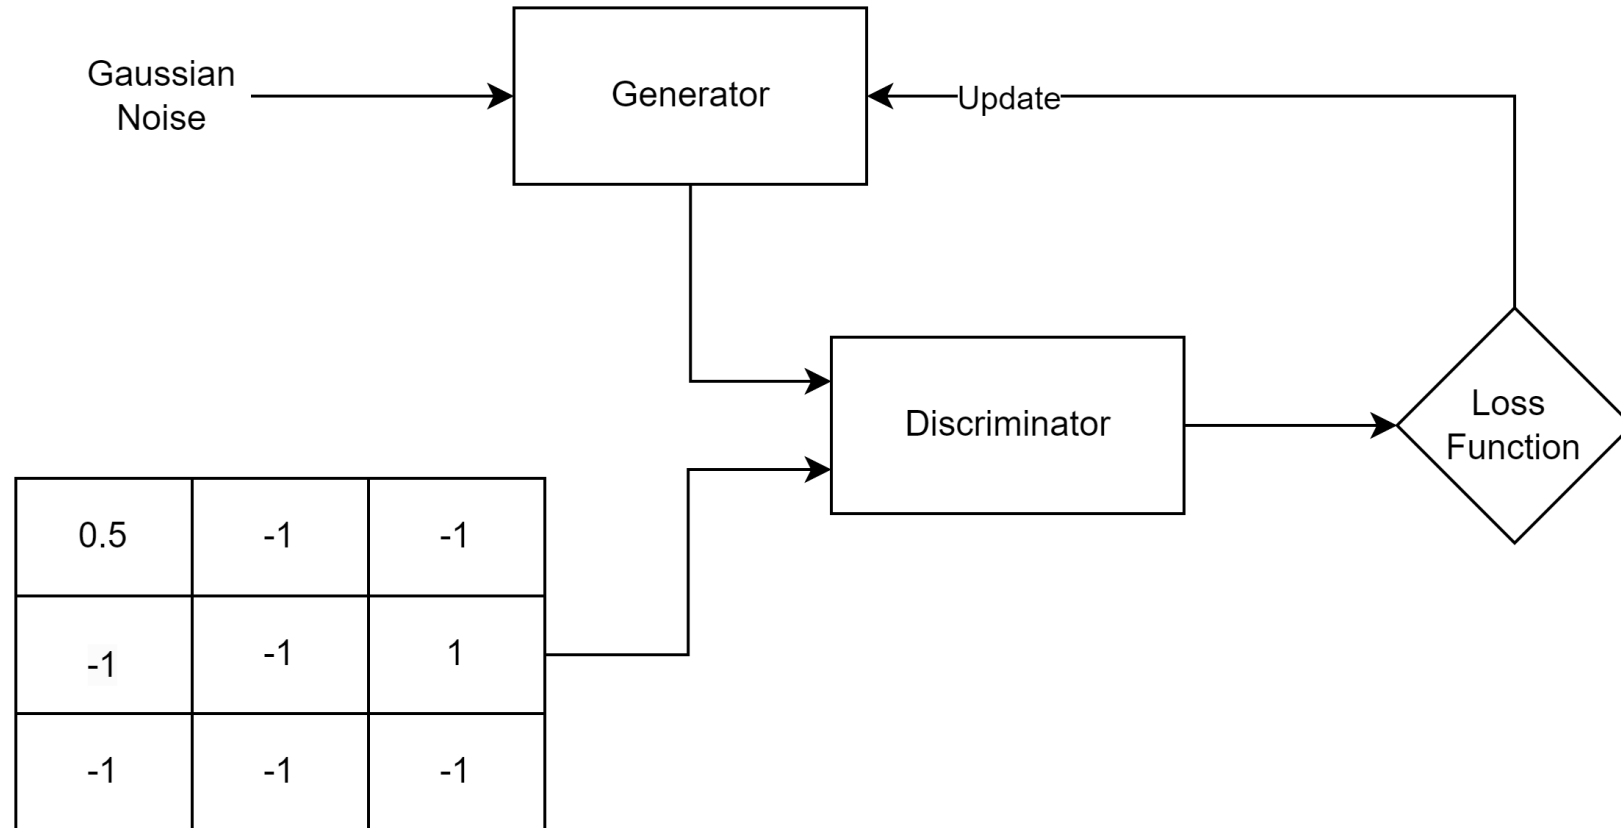 Gaussian
Noise
Generator
Update
Discriminator
Loss
Function
0.5 -1 -1
-1 -1 1
-1 -1 -1